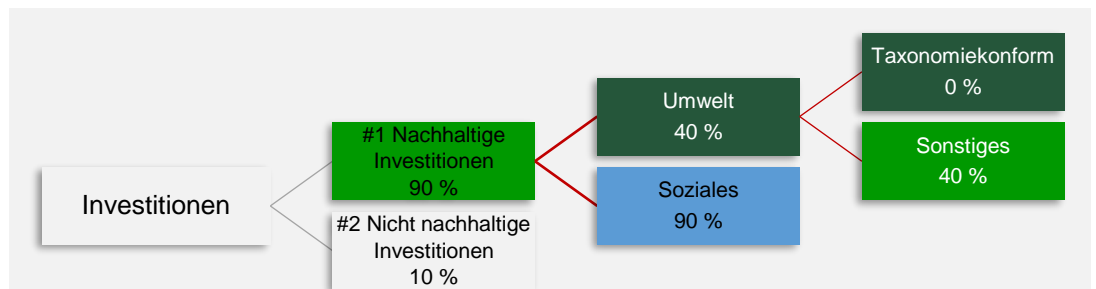 Investitionen
#1 Nachhaltige
Investitionen
90 %
#2 Nicht nachhaltige
Investitionen
10 %
Umwelt
40 %
Soziales
90 %
Taxonomiekonform
0 %
Sonstiges
40 %